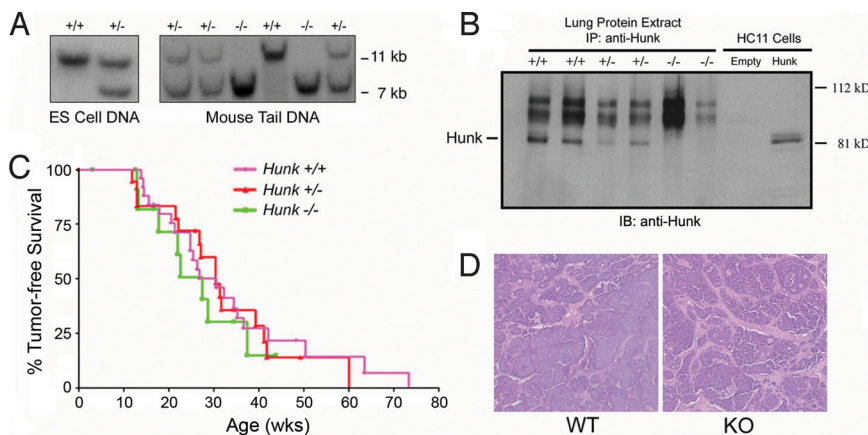 A
+/+ +/- +/- +/- -/- +/+ -/- +/-
- 11 kb
- 7 kb
ES Cell DNA Mouse Tail DNA
B
Lung Protein Extract
IP: anti-Hunk
HC11 Cells
+/+ +/+ +/- +/- -/- -/- Empty Hunk
112 kD
Hunk
81 kD
IB: anti-Hunk
C
Hunk +/+
Hunk +/-
Hunk -/-
% Tumor-free Survival
100
75
50
25
0
0 10 20 30 40 50 60 70 80
Age (wks)
D
WT KO